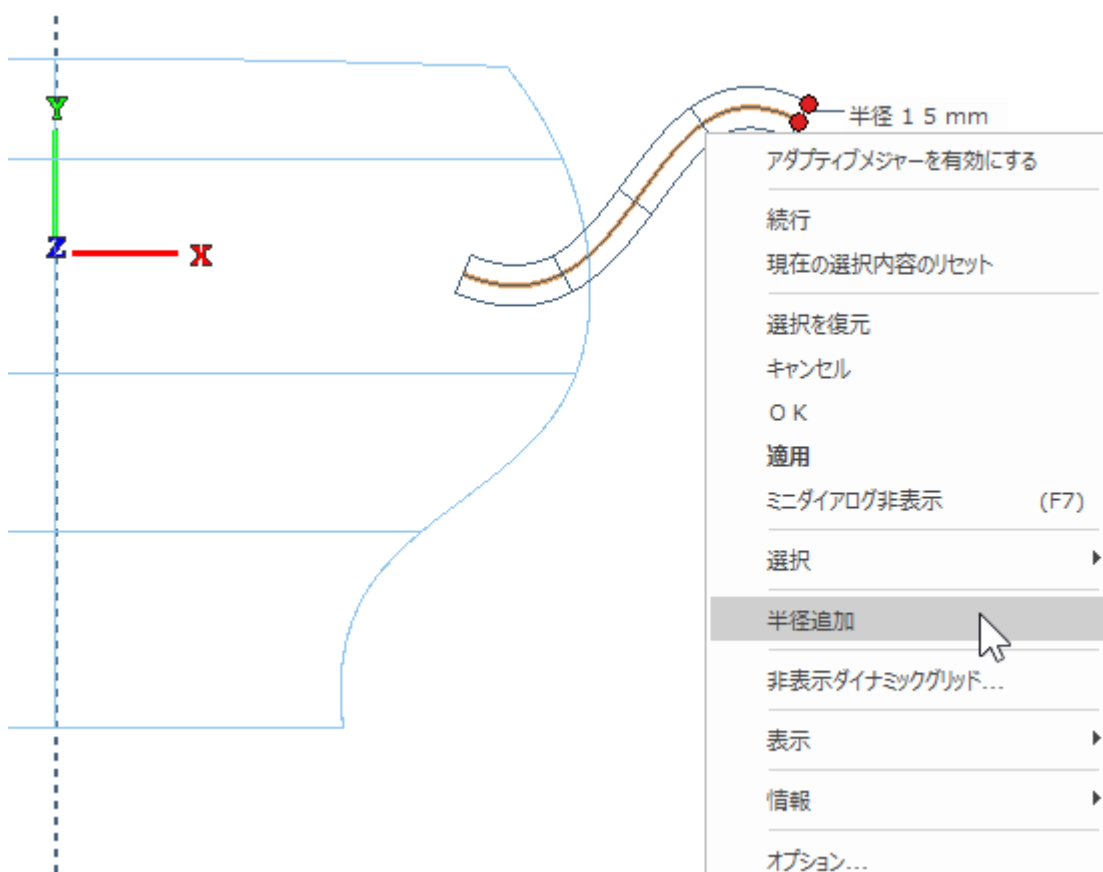 Y
Z
X
半径 1 5 mm
アダプティブメジャーを有効にする
続行
現在の選択内容のリセット
選択を復元
キャンセル
O K
適用
ミニダイアログ非表示 (F7)
選択
半径追加
非表示ダイナミックグリッド...
表示
情報
オプション...